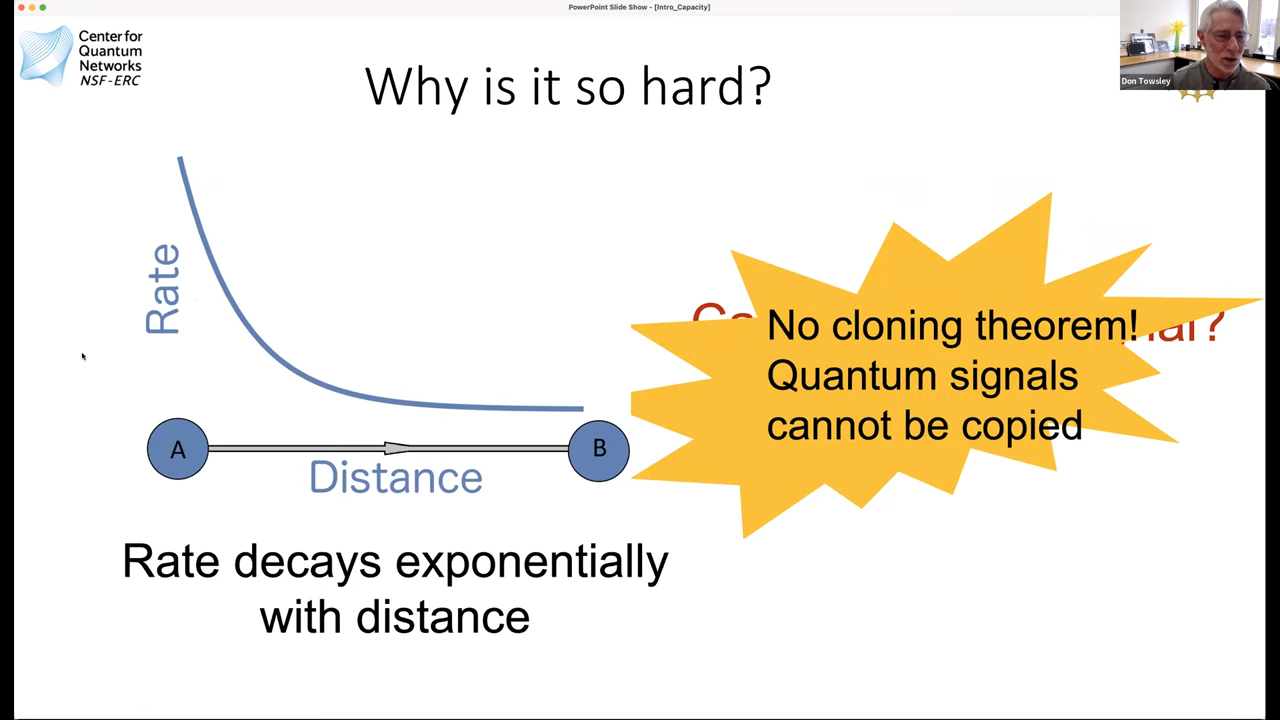 PowerPoint Slide Show - [Intro_Capacity]
Center for
Quantum
Networks
NSF-ERC
Don Towsley
Why is it so hard?
Rate
No cloning theorem!
Quantum signals
cannot be copied
A
B
Distance
Rate decays exponentially
with distance